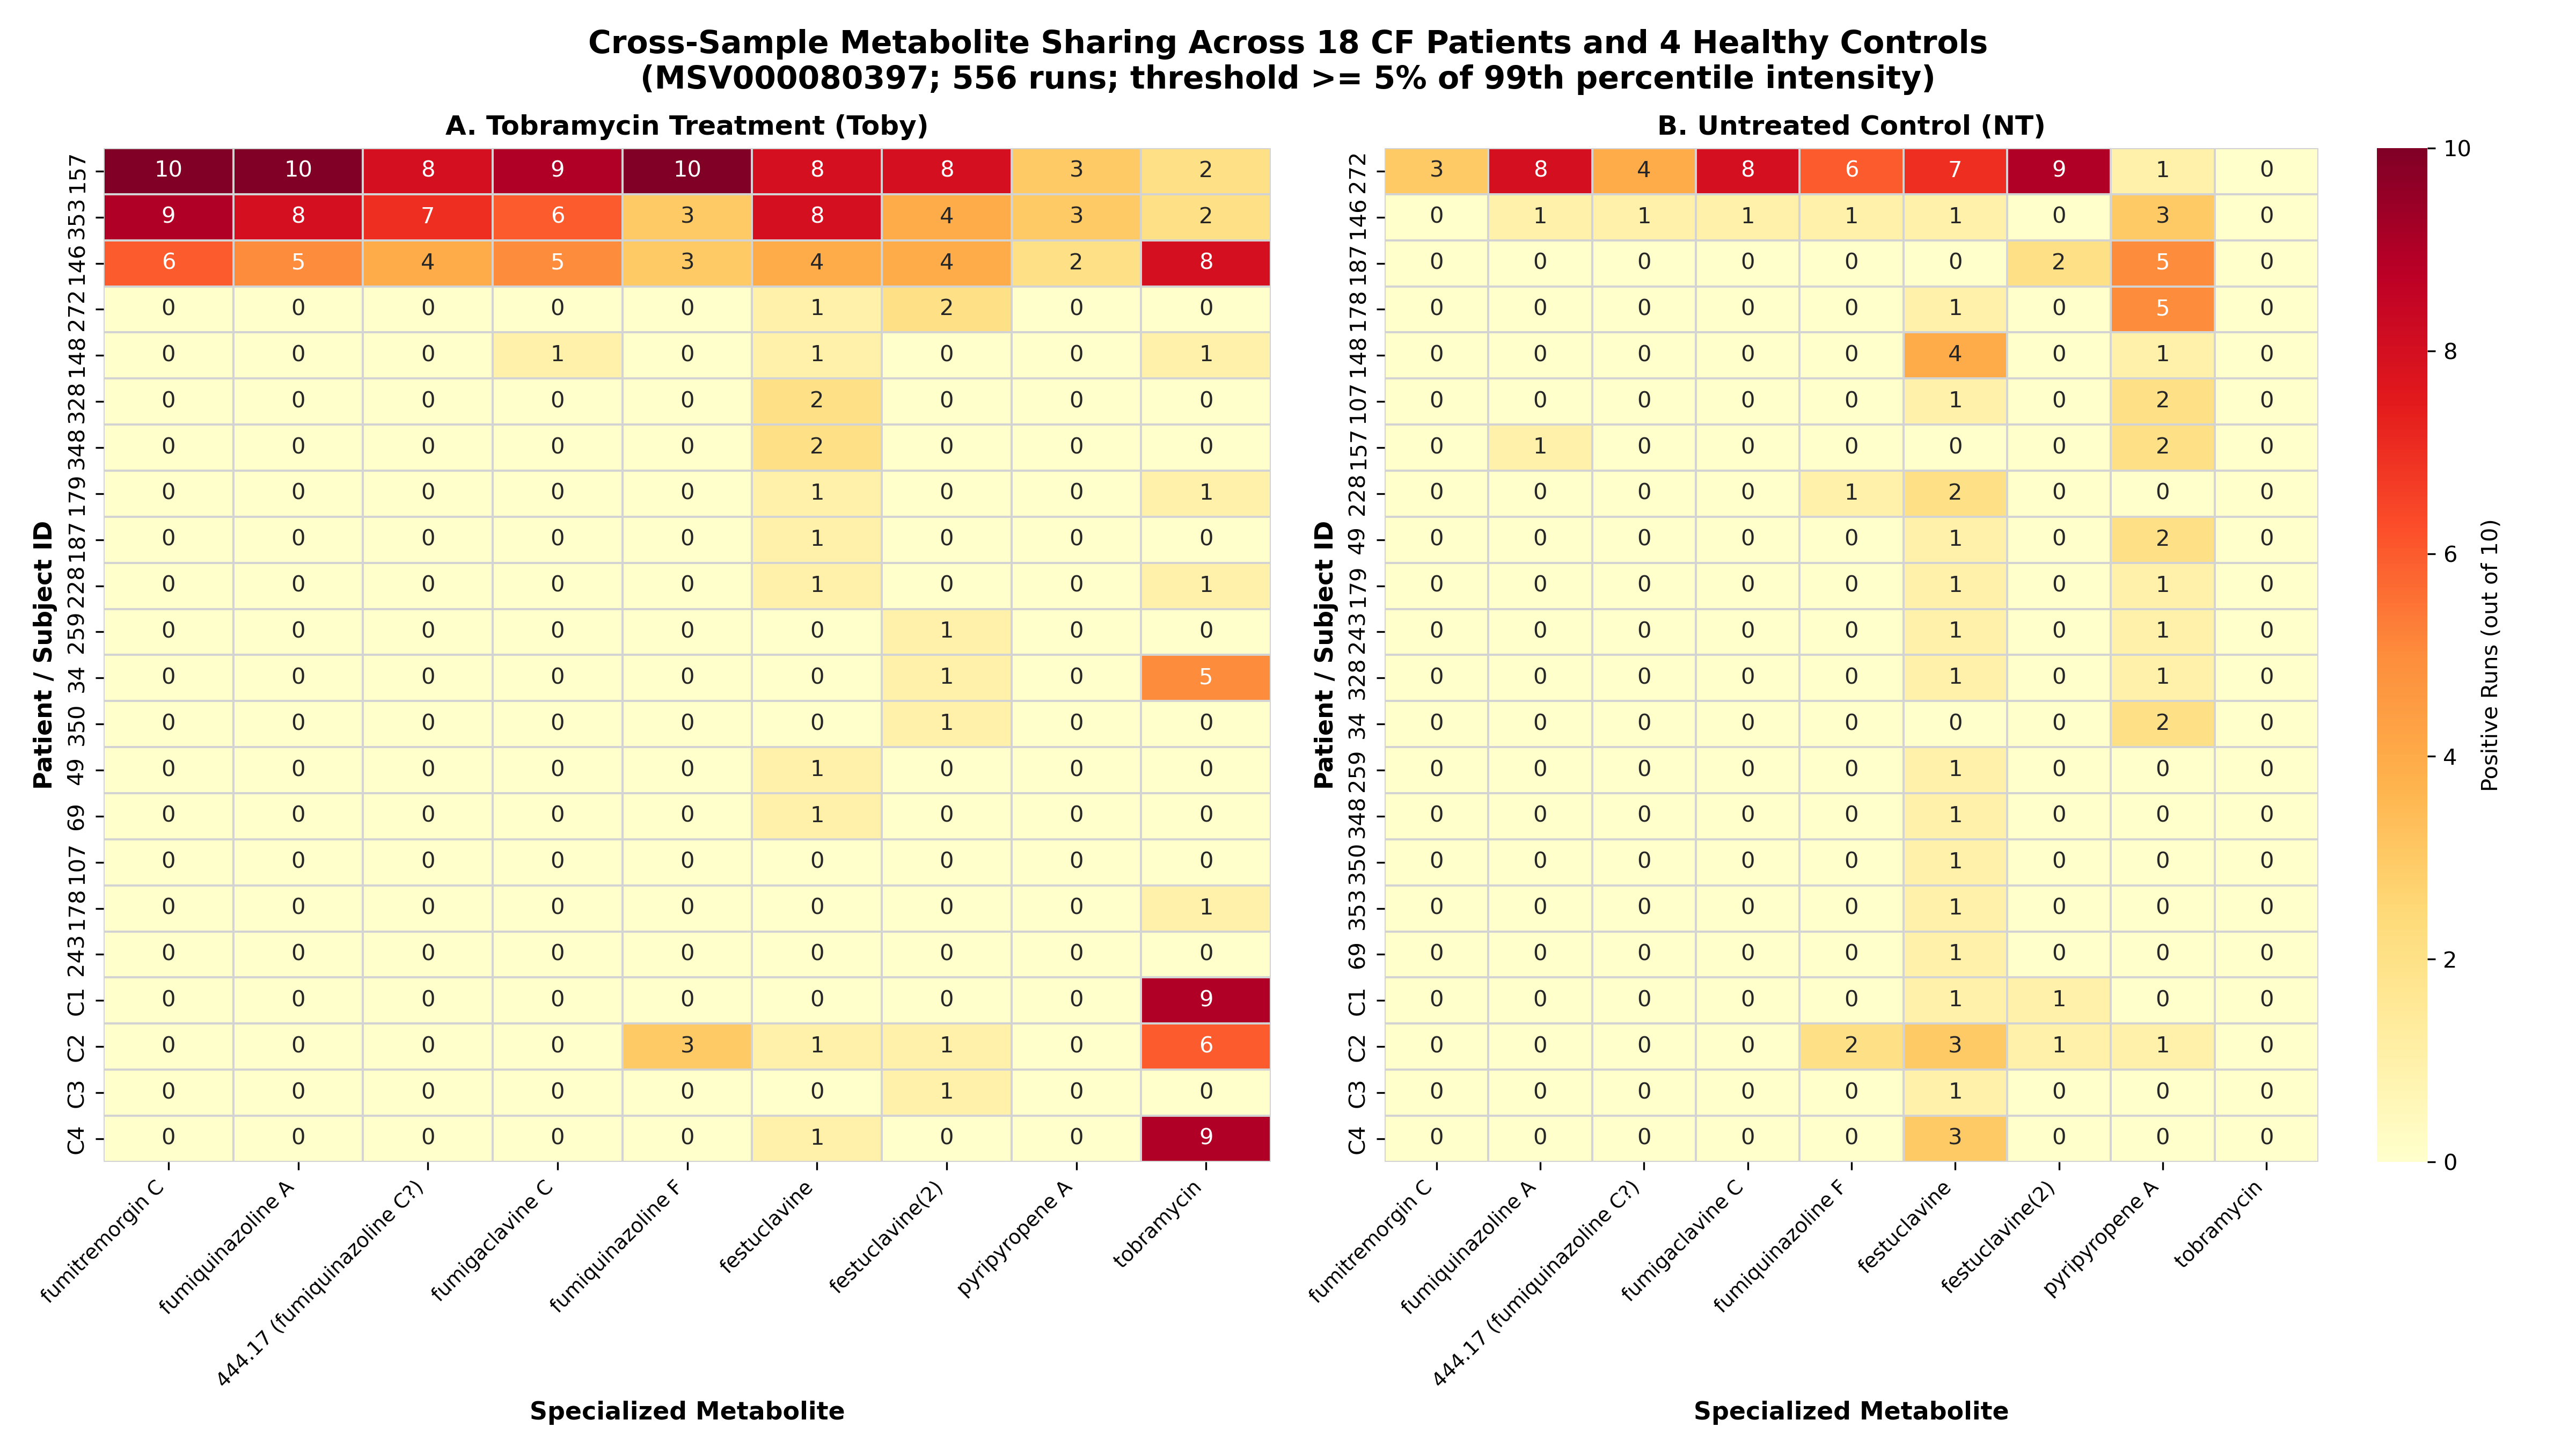 Cross-Sample Metabolite Sharing Across 18 CF Patients and 4 Healthy Controls
(MSV000080397; 556 runs; threshold >= 5% of 99th percentile intensity)
A. Tobramycin Treatment (Toby)
Patient / Subject ID
157 10 10 8 9 10 8 8 3 2
353 9 8 7 6 3 8 4 3 2
146 6 5 4 5 3 4 4 2 8
272 0 0 0 0 0 1 2 0 0
148 0 0 0 1 0 1 0 0 1
328 0 0 0 0 0 2 0 0 0
348 0 0 0 0 0 2 0 0 0
179 0 0 0 0 0 1 0 0 1
187 0 0 0 0 0 1 0 0 0
228 0 0 0 0 0 1 0 0 1
259 0 0 0 0 0 0 1 0 0
34 0 0 0 0 0 0 1 0 5
350 0 0 0 0 0 0 1 0 0
49 0 0 0 0 0 1 0 0 0
69 0 0 0 0 0 1 0 0 0
107 0 0 0 0 0 0 0 0 0
178 0 0 0 0 0 0 0 0 1
243 0 0 0 0 0 0 0 0 0
C1 0 0 0 0 0 0 0 0 9
C2 0 0 0 0 3 1 1 0 6
C3 0 0 0 0 0 0 1 0 0
C4 0 0 0 0 0 1 0 0 9
fumitremorgin C
fumiquinazoline A
444.17 (fumiquinazoline C?)
fumigaclavine C
fumiquinazoline F
festuclavine
festuclavine(2)
pyripyropene A
tobramycin
Specialized Metabolite
B. Untreated Control (NT)
Patient / Subject ID
272 3 8 4 8 6 7 9 1 0
146 0 1 1 1 1 1 0 3 0
187 0 0 0 0 0 0 2 5 0
178 0 0 0 0 0 1 0 5 0
148 0 0 0 0 0 4 0 1 0
107 0 0 0 0 0 1 0 2 0
157 0 1 0 0 0 0 0 2 0
228 0 0 0 0 1 2 0 0 0
49 0 0 0 0 0 1 0 2 0
179 0 0 0 0 0 1 0 1 0
243 0 0 0 0 0 1 0 1 0
328 0 0 0 0 0 1 0 1 0
34 0 0 0 0 0 0 0 2 0
259 0 0 0 0 0 1 0 0 0
348 0 0 0 0 0 1 0 0 0
350 0 0 0 0 0 1 0 0 0
353 0 0 0 0 0 1 0 0 0
69 0 0 0 0 0 1 0 0 0
C1 0 0 0 0 0 1 1 0 0
C2 0 0 0 0 2 3 1 1 0
C3 0 0 0 0 0 1 0 0 0
C4 0 0 0 0 0 3 0 0 0
fumitremorgin C
fumiquinazoline A
444.17 (fumiquinazoline C?)
fumigaclavine C
fumiquinazoline F
festuclavine
festuclavine(2)
pyripyropene A
tobramycin
Specialized Metabolite
10
8
6
4
2
0
Positive Runs (out of 10)